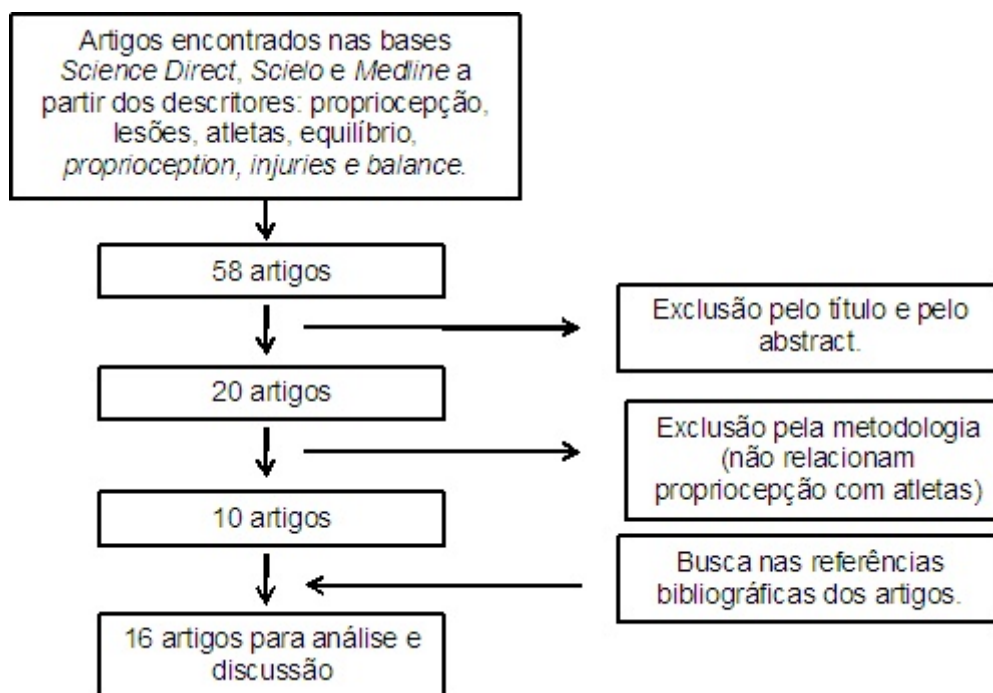 Artigos encontrados nas bases
Science Direct, Scielo e Medline a
partir dos descritores: propriocepção,
lesões, atletas, equilíbrio,
proprioception, injuries e balance.
58 artigos
Exclusão pelo título e pelo
abstract.
20 artigos
Exclusão pela metodologia
(não relacionam
propriocepção com atletas)
10 artigos
Busca nas referências
bibliográficas dos artigos.
16 artigos para análise e
discussão